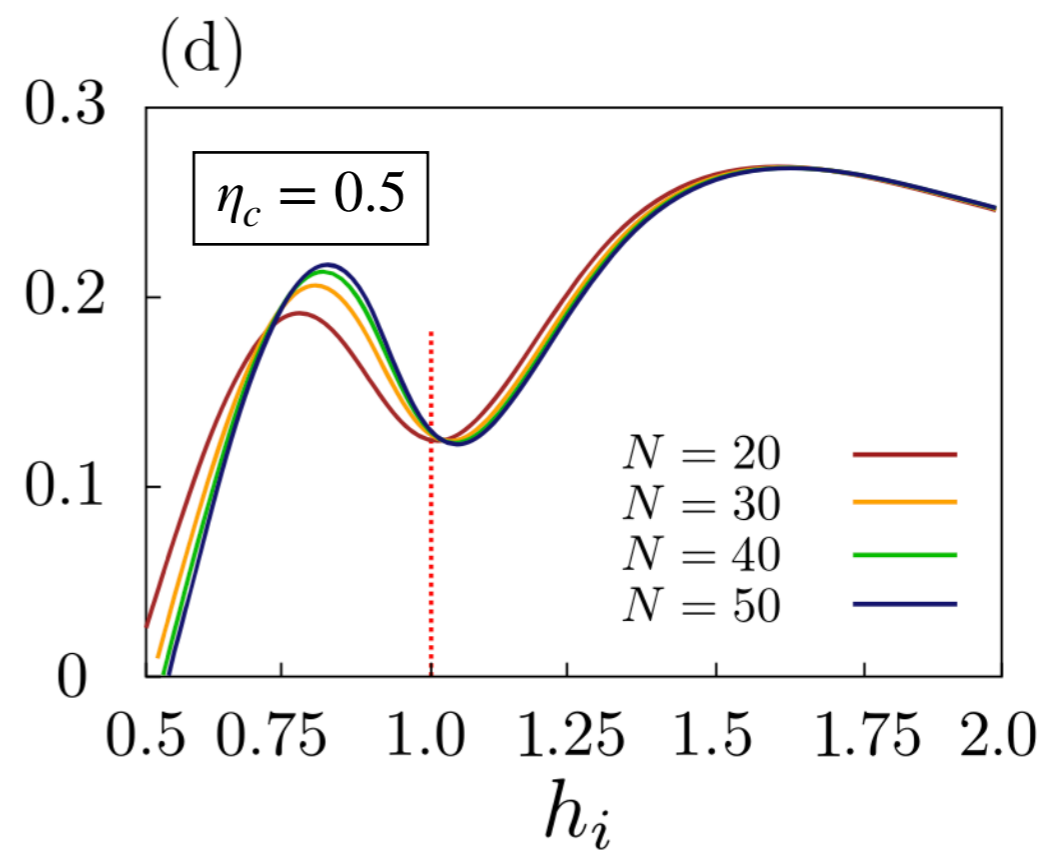 (d)
0.3
η_c = 0.5
0.2
0.1
N = 20
N = 30
N = 40
N = 50
0
0.5 0.75 1.0 1.25 1.5 1.75 2.0
h_i